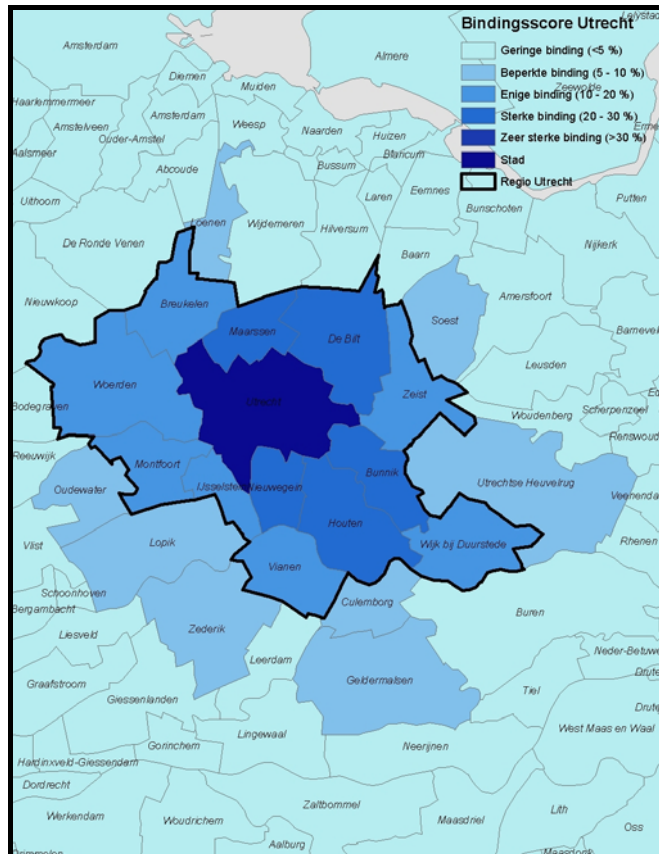 Bindingsscore Utrecht
Geringe binding (<5 %)
Beperkte binding (5 - 10 %)
Enige binding (10 - 20 %)
Sterke binding (20 - 30 %)
Zeer sterke binding (>30 %)
Stad
Regio Utrecht
Lelystad
Amsterdam
Almere
Diemen
Muiden
Zeewolde
Haarlemmermeer
Amsterdam
Weesp
Naarden
Huizen
Amstelveen
Ouder-Amstel
Blaricum
Aalsmeer
Abcoude
Bussum
Laren
Eemnes
Uithoorn
Bunschoten
Putten
Loenen
Wijdemeren
Hilversum
De Ronde Venen
Baarn
Nijkerk
Nieuwkoop
Breukelen
Amersfoort
Soest
Maarssen
De Bilt
Barneveld
Leusden
Woerden
Zeist
Utrecht
Bodegraven
Woudenberg
Scherpenzeel
Renswoude
Reeuwijk
Montfoort
Bunnik
Oudewater
IJsselstein
Nieuwegein
Utrechtse Heuvelrug
Veenendaal
Houten
Vlist
Lopik
Wijk bij Duurstede
Rhenen
Vianen
Schoonhoven
Culemborg
Bergambacht
Buren
Liesveld
Zederik
Leerdam
Neder-Betuwe
Geldermalsen
Graafstroom
Tiel
Giessenlanden
Lingewaal
West Maas en Waal
Gorinchem
Neerijnen
Hardinxveld-Giessendam
Dordrecht
Zaltbommel
Werkendam
Woudrichem
Maasdriel
Lith
Oss
Aalburg